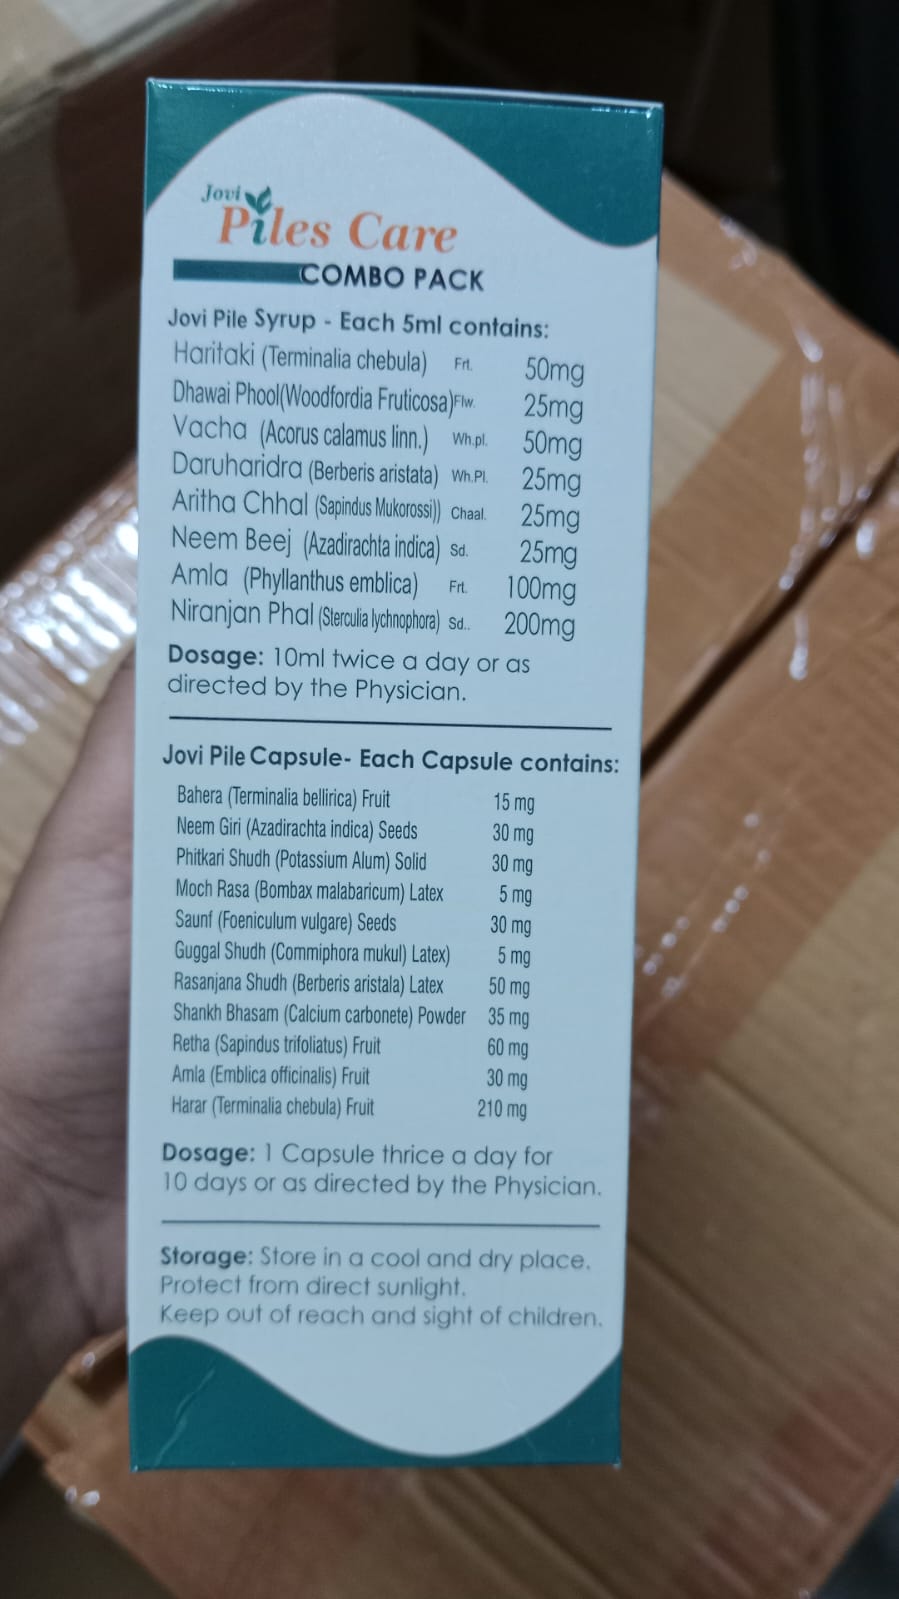 Jovi
Piles Care
COMBO PACK
Jovi Pile Syrup - Each 5ml contains:
Haritaki (Terminalia chebula) Frt. 50mg
Dhawai Phool(Woodfordia Fruticosa)Flw. 25mg
Vacha (Acorus calamus linn.) Wh.pl. 50mg
Daruharidra (Berberis aristata) Wh.Pl. 25mg
Aritha Chhal (Sapindus Mukorossi)) Chaal. 25mg
Neem Beej (Azadirachta indica) Sd. 25mg
Amla (Phyllanthus emblica) Frt. 100mg
Niranjan Phal (Sterculia lychnophora) Sd.. 200mg
Dosage: 10ml twice a day or as
directed by the Physician.
Jovi Pile Capsule- Each Capsule contains:
Bahera (Terminalia bellirica) Fruit 15 mg
Neem Giri (Azadirachta indica) Seeds 30 mg
Phitkari Shudh (Potassium Alum) Solid 30 mg
Moch Rasa (Bombax malabaricum) Latex 5 mg
Saunf (Foeniculum vulgare) Seeds 30 mg
Guggal Shudh (Commiphora mukul) Latex) 5 mg
Rasanjana Shudh (Berberis aristala) Latex 50 mg
Shankh Bhasam (Calcium carbonete) Powder 35 mg
Retha (Sapindus trifoliatus) Fruit 60 mg
Amla (Emblica officinalis) Fruit 30 mg
Harar (Terminalia chebula) Fruit 210 mg
Dosage: 1 Capsule thrice a day for
10 days or as directed by the Physician.
Storage: Store in a cool and dry place.
Protect from direct sunlight.
Keep out of reach and sight of children.